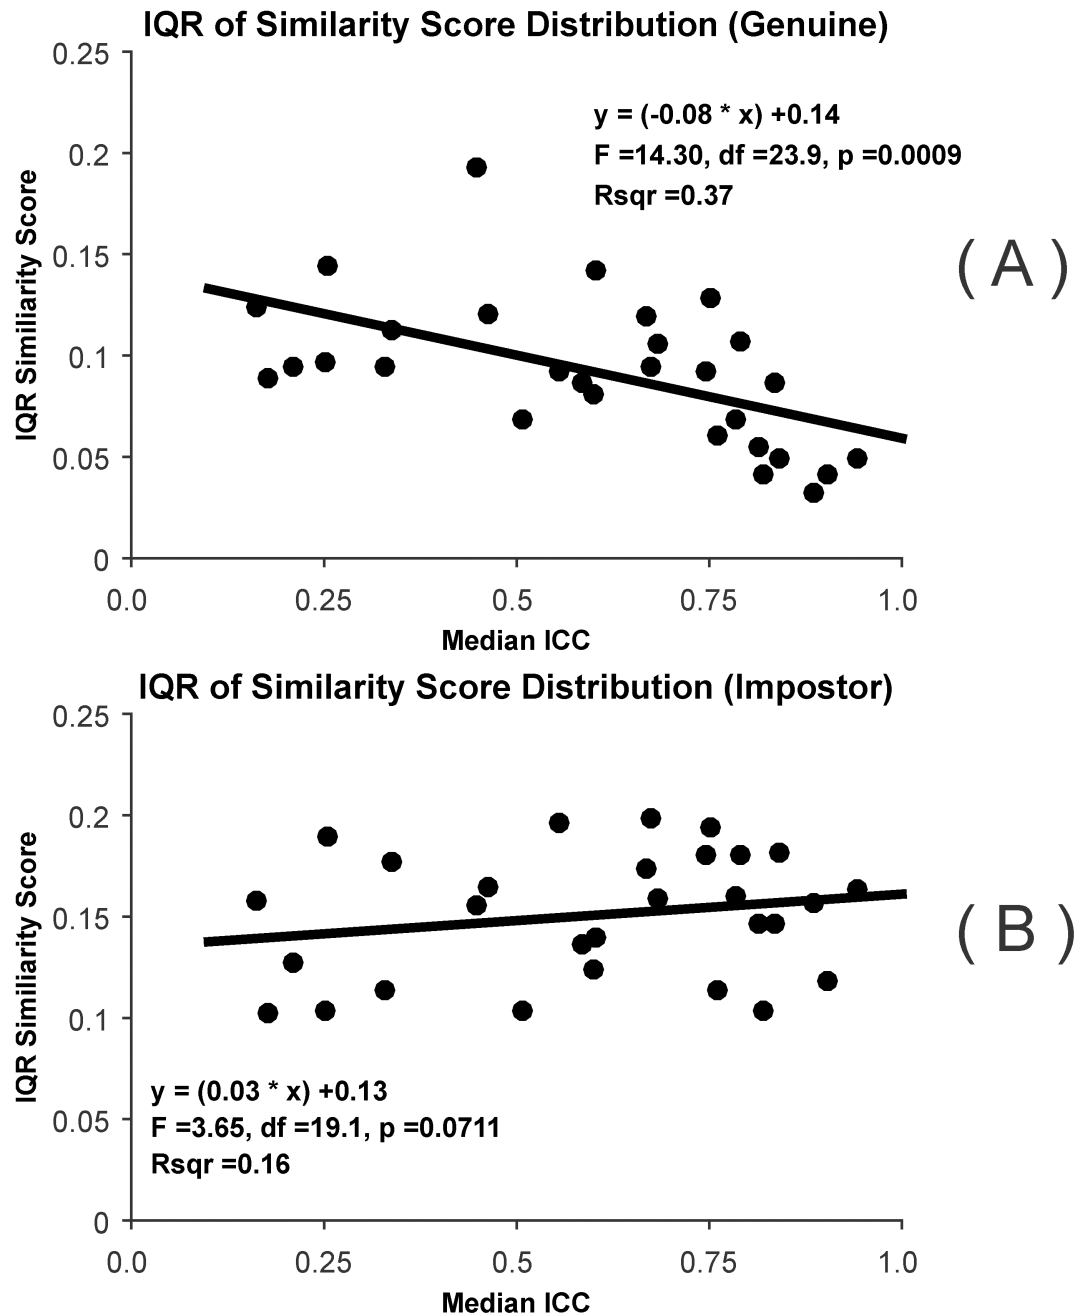 IQR of Similarity Score Distribution (Genuine)
0.25
0.2
0.15
0.1
0.05
0
IQR Similiarity Score
y = (-0.08 * x) +0.14
F =14.30, df =23.9, p =0.0009
Rsqr =0.37
( A )
0.0 0.25 0.5 0.75 1.0
Median ICC
IQR of Similarity Score Distribution (Impostor)
0.25
0.2
0.15
0.1
0.05
0
IQR Similiarity Score
( B )
y = (0.03 * x) +0.13
F =3.65, df =19.1, p =0.0711
Rsqr =0.16
0.0 0.25 0.5 0.75 1.0
Median ICC